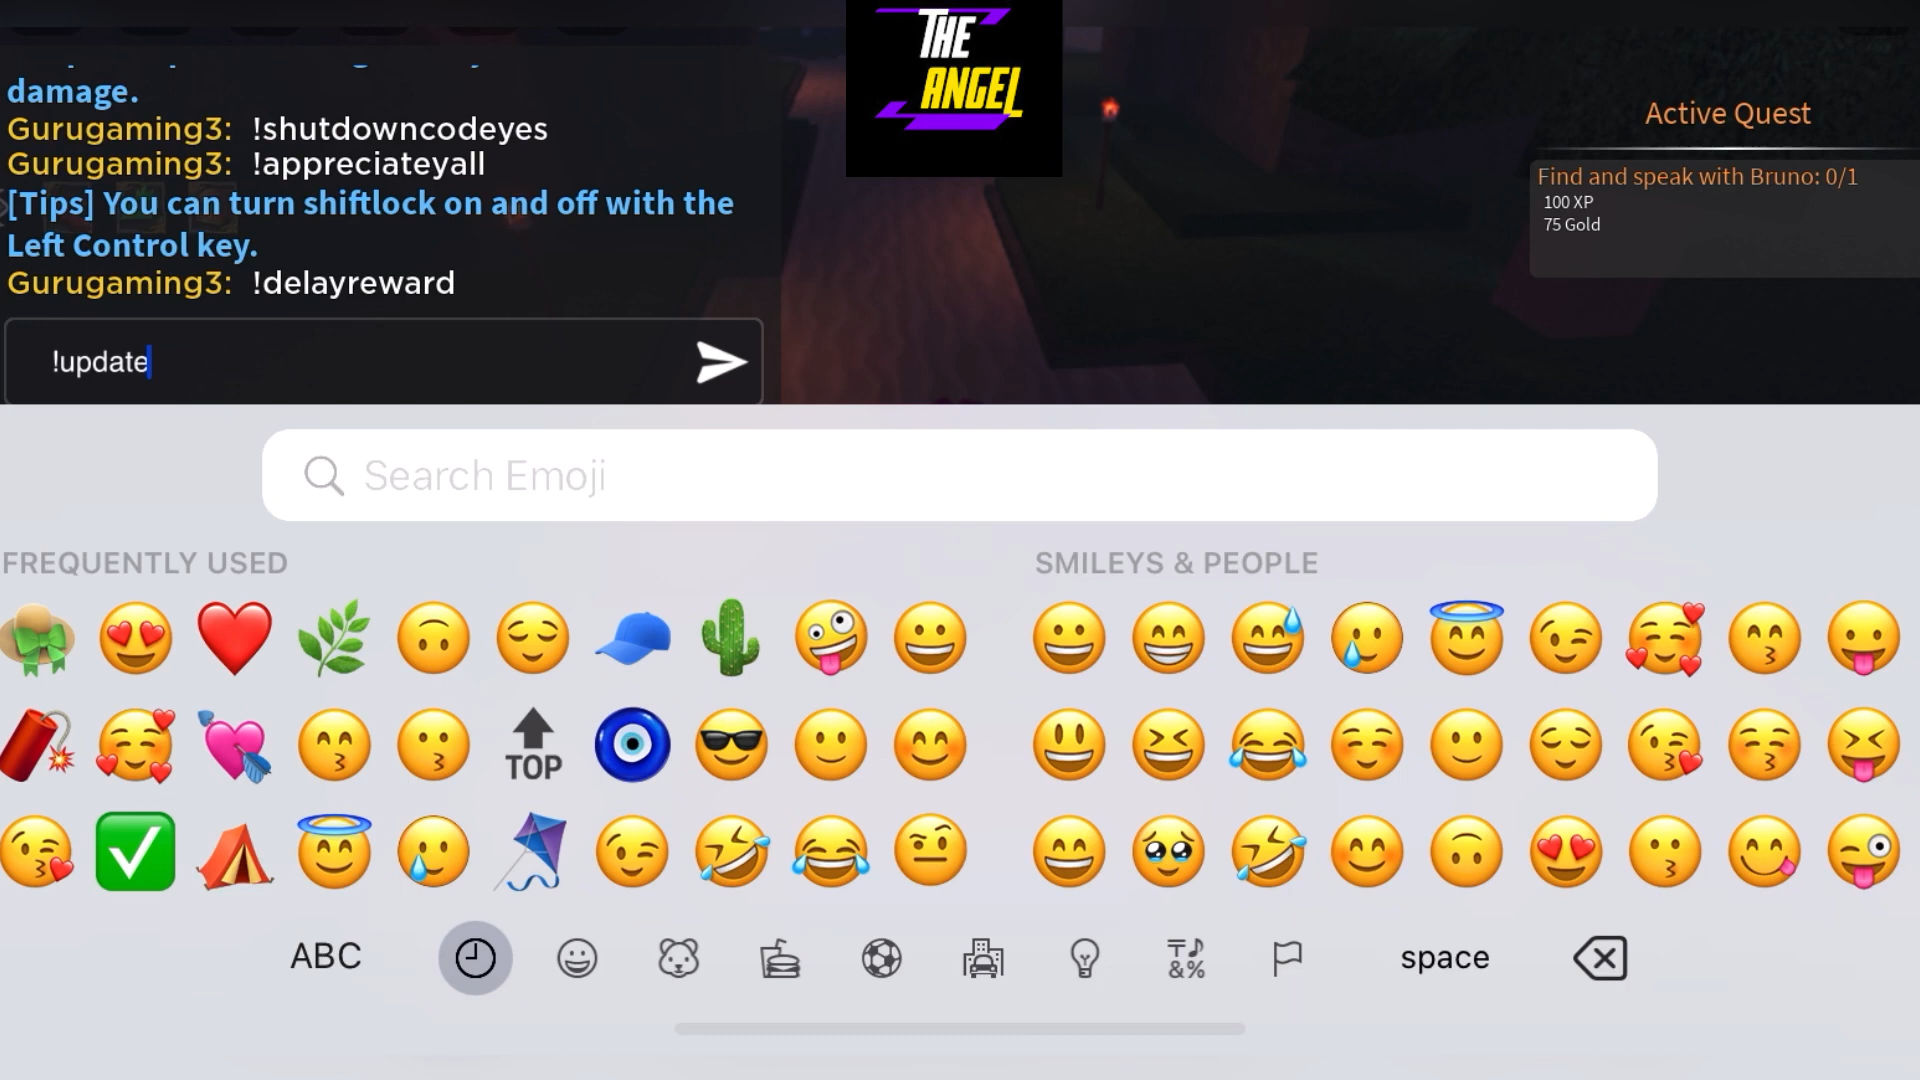 THE
ANGEL
damage.
Gurugaming3: !shutdowncodeyes
Gurugaming3: !appreciateyall
[Tips] You can turn shiftlock on and off with the
Left Control key.
Gurugaming3: !delayreward
!update
Active Quest
Find and speak with Bruno: 0/1
100 XP
75 Gold
Search Emoji
FREQUENTLY USED
SMILEYS & PEOPLE
TOP
ABC
&%
space